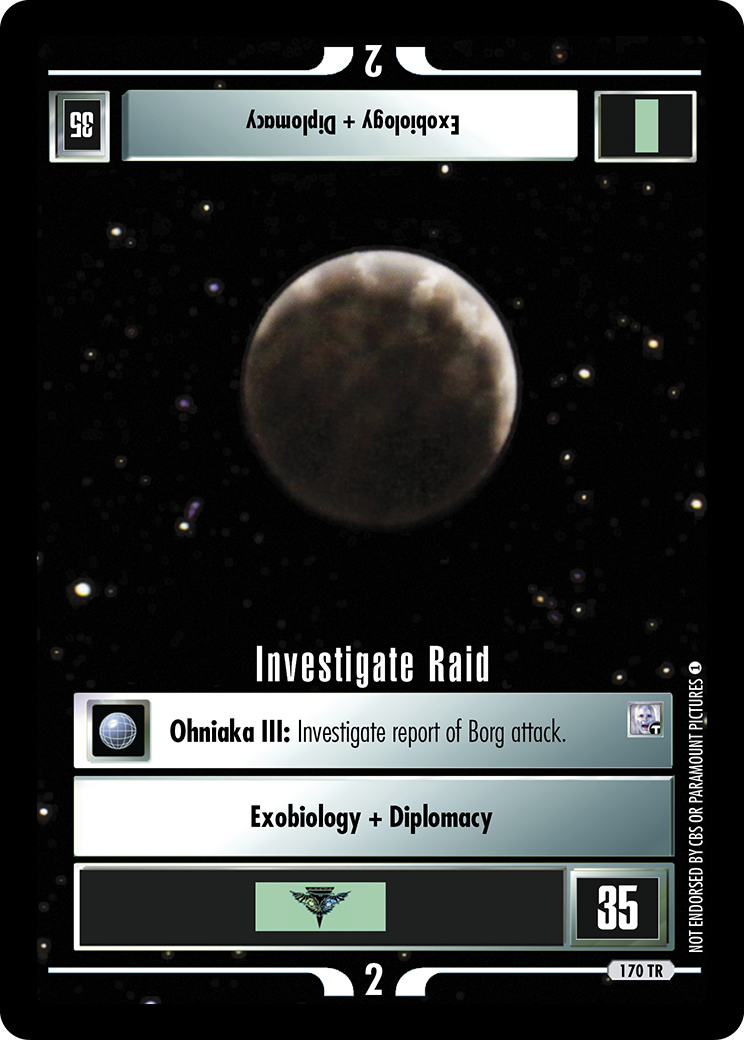 2
35
Exobiology + Diplomacy
Investigate Raid
Ohniaka III: Investigate report of Borg attack.
T
Exobiology + Diplomacy
35
NOT ENDORSED BY CBS OR PARAMOUNT PICTURES 1
170 TR
2